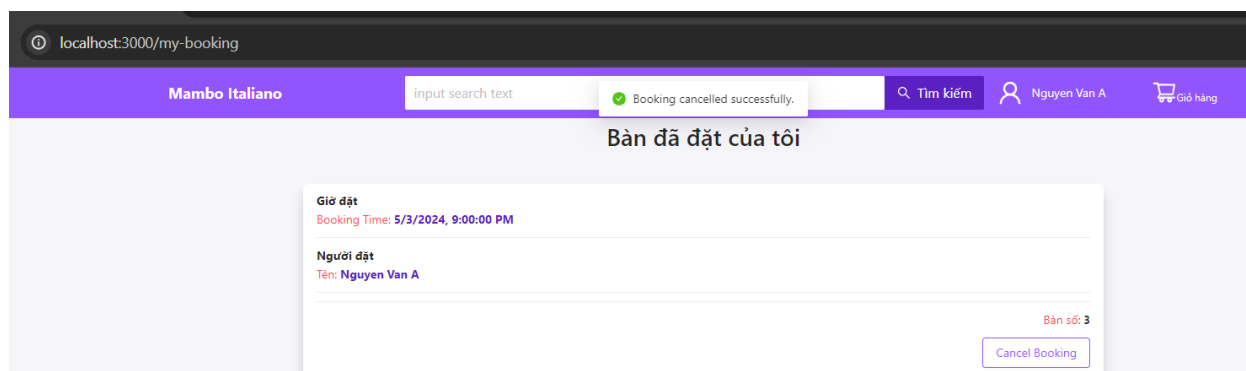 localhost:3000/my-booking
Mambo Italiano
input search text
Booking cancelled successfully.
Tìm kiếm
Nguyen Van A
Giỏ hàng
Bàn đã đặt của tôi
Giờ đặt
Booking Time: 5/3/2024, 9:00:00 PM
Người đặt
Tên: Nguyen Van A
Bàn số: 3
Cancel Booking